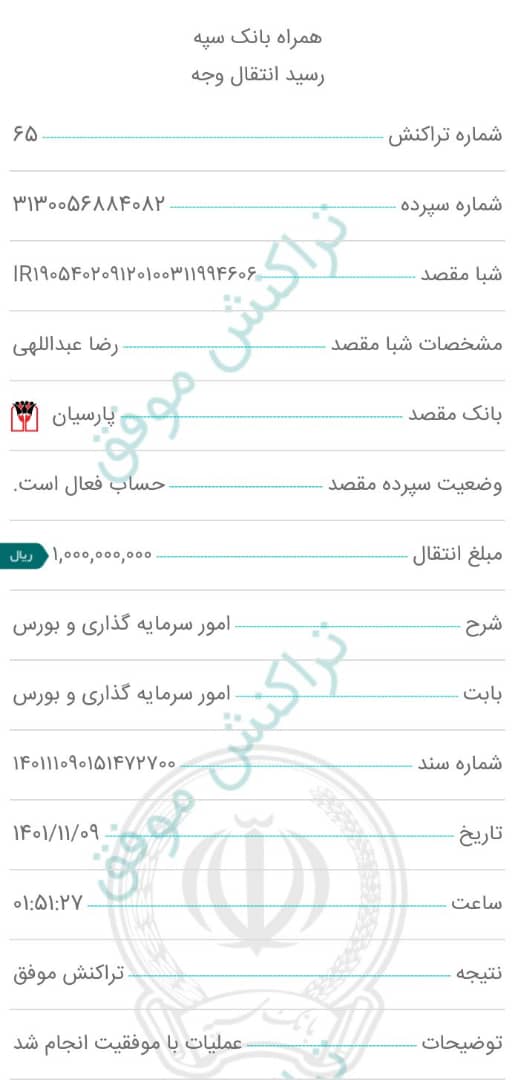 همراه بانک سپه
رسید انتقال وجه
شماره تراکنش ۶۵
شماره سپرده ۳۱۳۰۰۵۶۸۸۴۰۸۲
شبا مقصد IR۱۹۰۵۴۰۲۰۹۱۲۰۱۰۰۳۱۱۹۹۴۶۰۶
مشخصات شبا مقصد رضا عبداللهی
بانک مقصد پارسیان
وضعیت سپرده مقصد حساب فعال است.
مبلغ انتقال ۱,۰۰۰,۰۰۰,۰۰۰ ریال
شرح امور سرمایه گذاری و بورس
بابت امور سرمایه گذاری و بورس
شماره سند ۱۴۰۱۱۱۰۹۰۱۵۱۴۷۲۷۰۰
تاریخ ۱۴۰۱/۱۱/۰۹
ساعت ۰۱:۵۱:۲۷
نتیجه تراکنش موفق
توضیحات عملیات با موفقیت انجام شد
تراکنش موفق
تراکنش موفق
بانک سپه